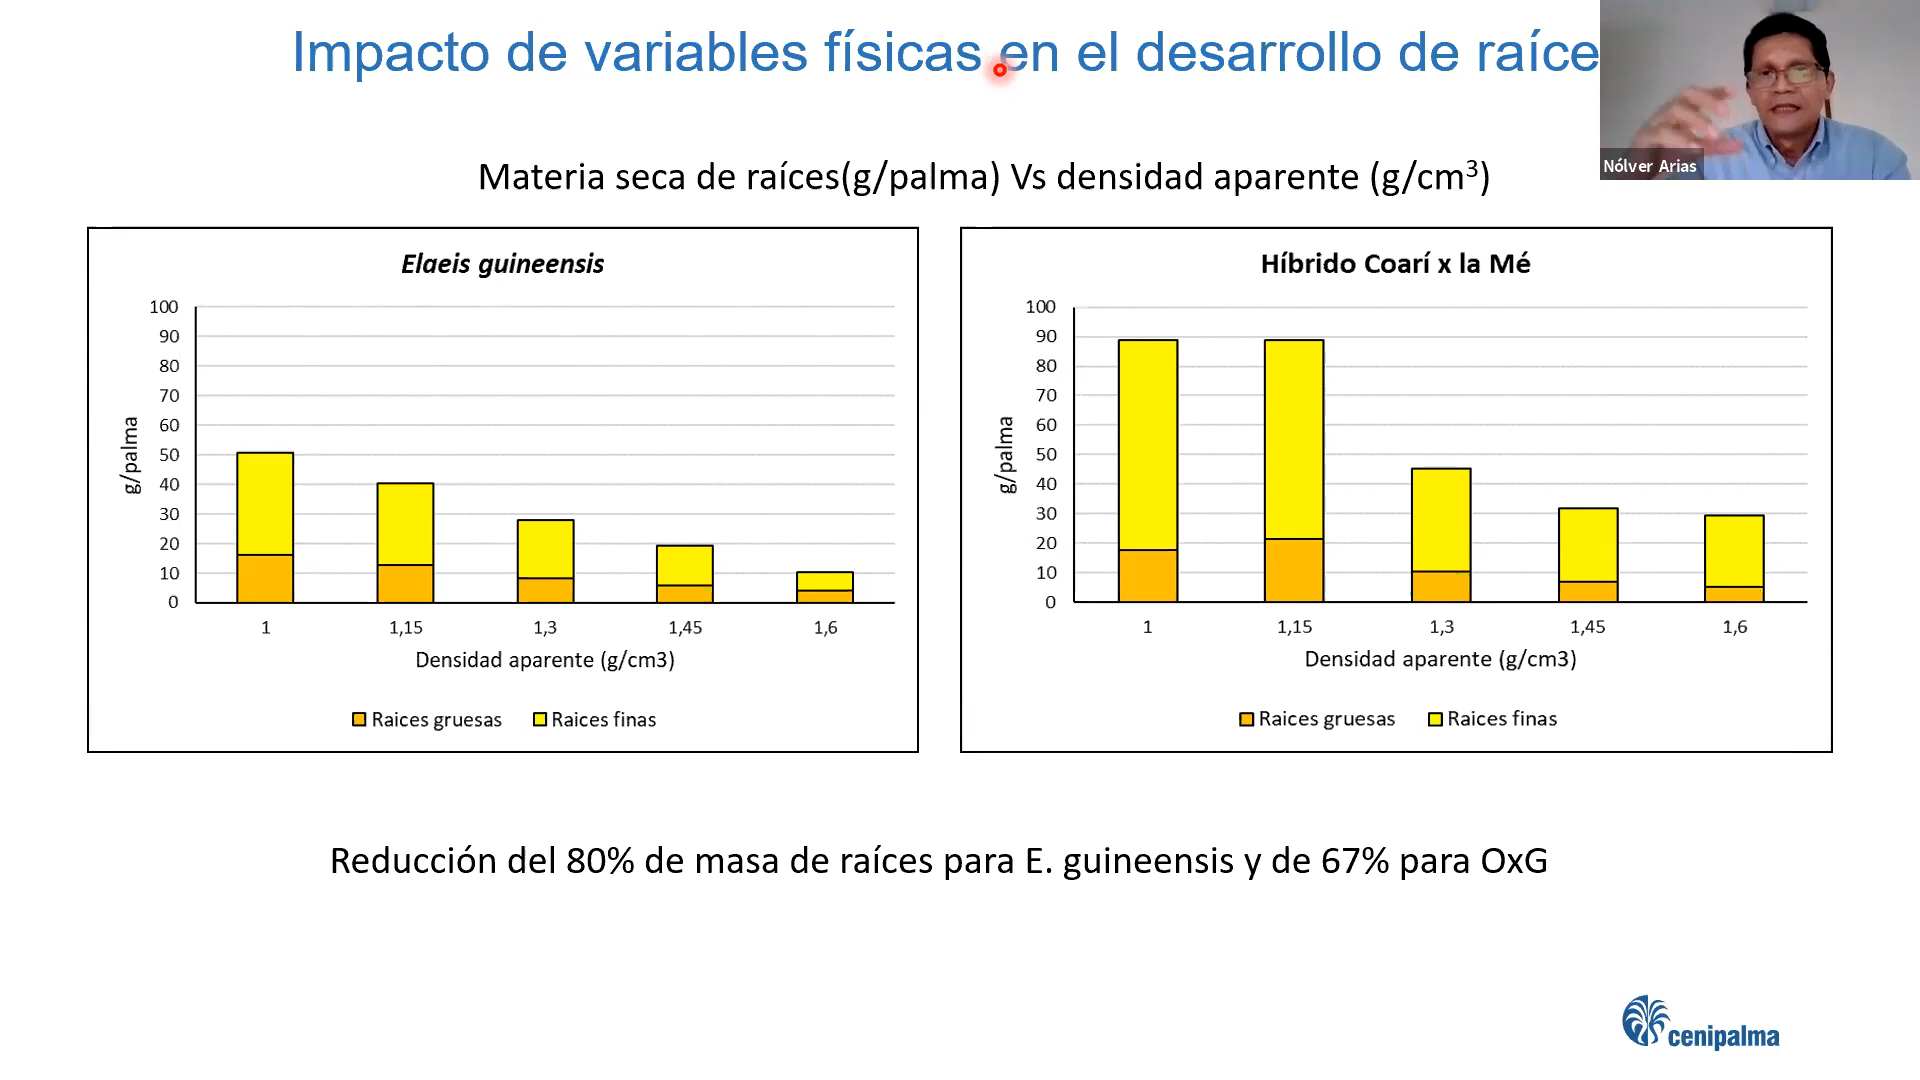 Impacto de variables físicas en el desarrollo de raíce
Nólver Arias
Materia seca de raíces(g/palma) Vs densidad aparente (g/cm³)
Elaeis guineensis
100
90
80
70
60
50
40
30
20
10
0
g/palma
1 1,15 1,3 1,45 1,6
Densidad aparente (g/cm3)
Raices gruesas Raices finas
Híbrido Coarí x la Mé
100
90
80
70
60
50
40
30
20
10
0
g/palma
1 1,15 1,3 1,45 1,6
Densidad aparente (g/cm3)
Raices gruesas Raices finas
Reducción del 80% de masa de raíces para E. guineensis y de 67% para OxG
cenipalma